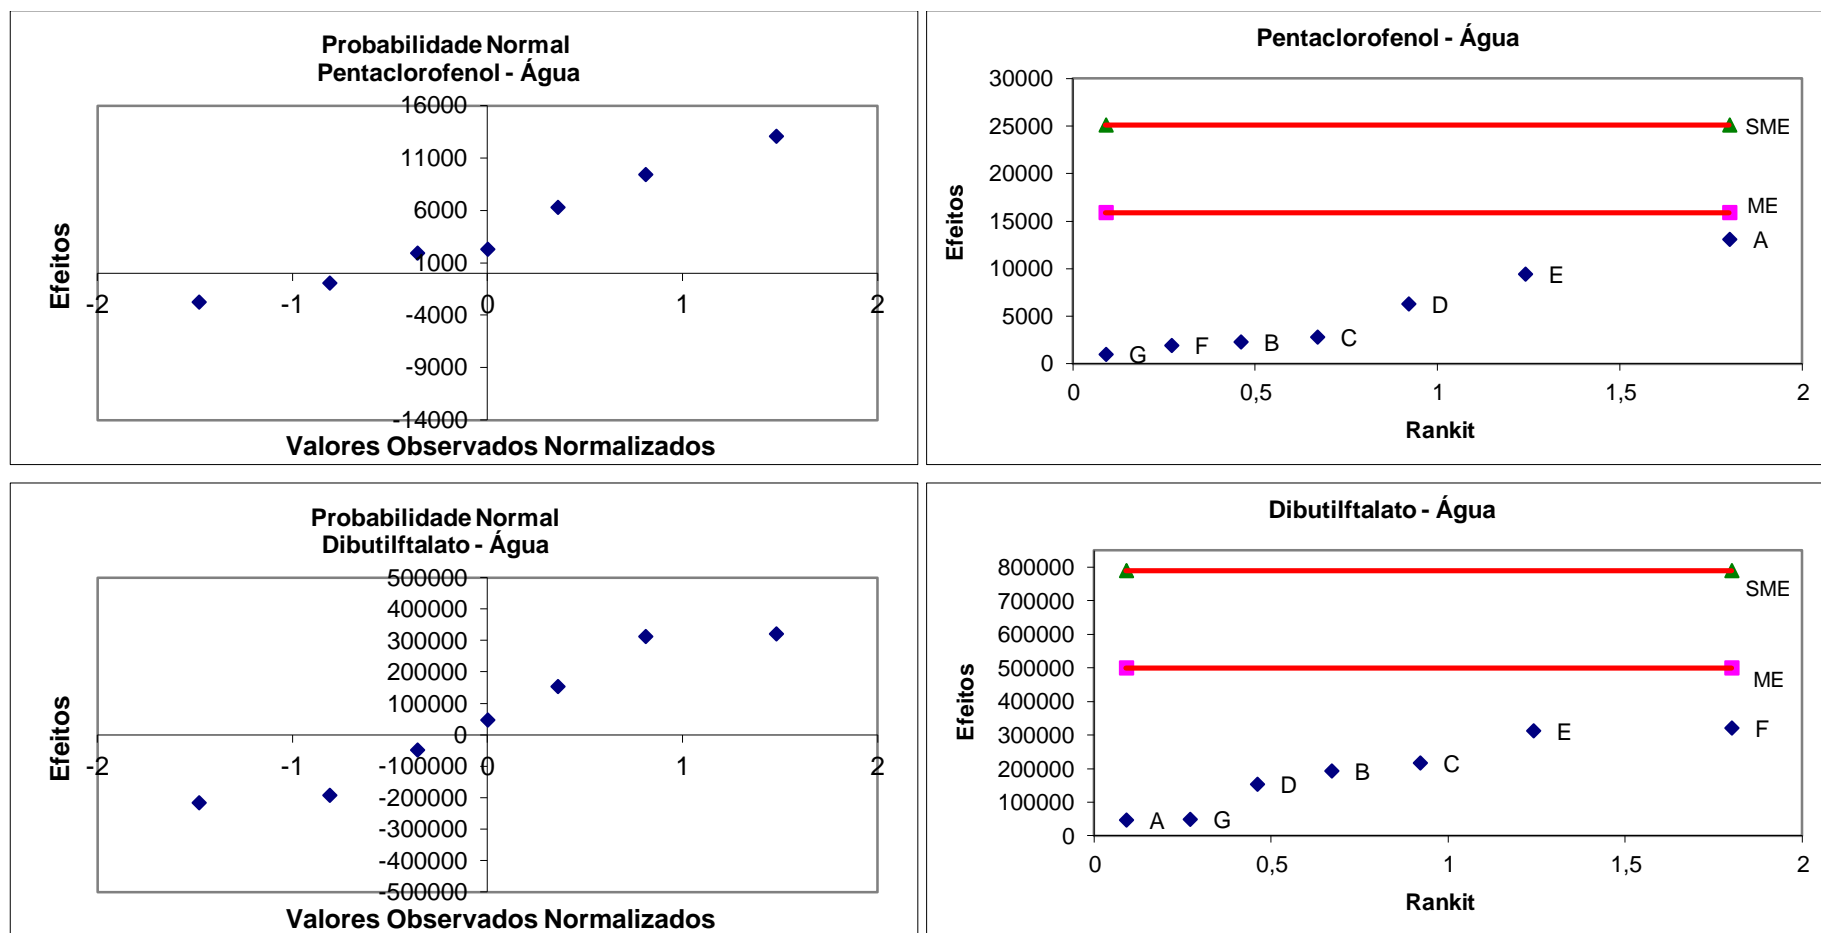 Probabilidade Normal
Pentaclorofenol - Água
16000
11000
6000
1000
-4000
-9000
-14000
-2
-1
0
1
2
Efeitos
Valores Observados Normalizados
Pentaclorofenol - Água
30000
25000
20000
15000
10000
5000
0
SME
ME
A
E
D
C
B
F
G
0
0,5
1
1,5
2
Efeitos
Rankit
Probabilidade Normal
Dibutilftalato - Água
500000
400000
300000
200000
100000
0
-100000
-200000
-300000
-400000
-500000
-2
-1
0
1
2
Efeitos
Valores Observados Normalizados
Dibutilftalato - Água
800000
700000
600000
500000
400000
300000
200000
100000
0
SME
ME
F
E
C
B
D
G
A
0
0,5
1
1,5
2
Efeitos
Rankit